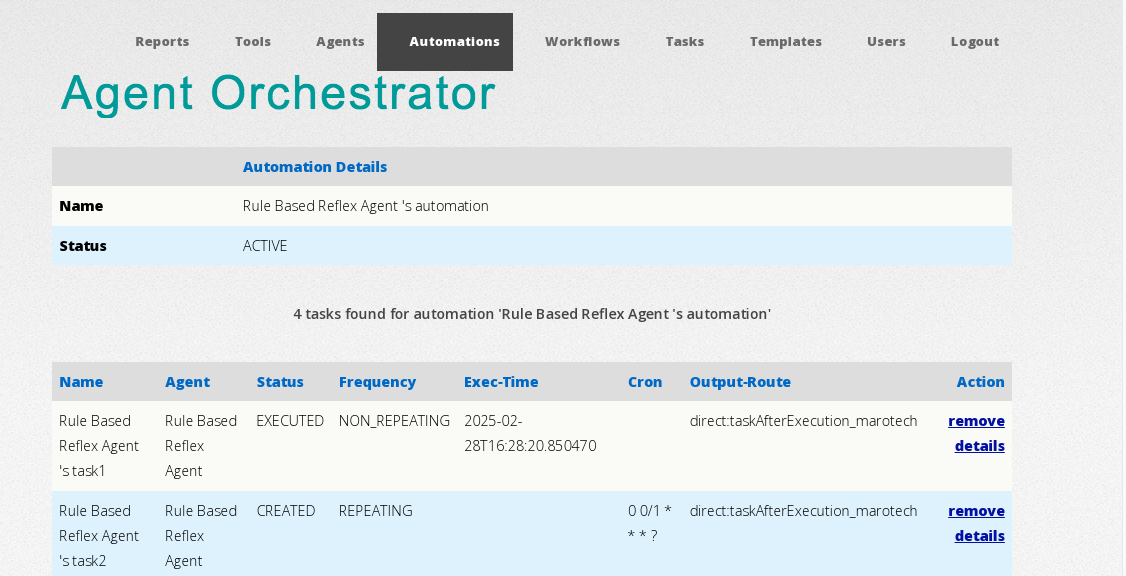 Reports Tools Agents Automations Workflows Tasks Templates Users Logout
Agent Orchestrator
Automation Details
Name Rule Based Reflex Agent 's automation
Status ACTIVE
4 tasks found for automation 'Rule Based Reflex Agent 's automation'
Name Agent Status Frequency Exec-Time Cron Output-Route Action
Rule Based Rule Based EXECUTED NON_REPEATING 2025-02- direct:taskAfterExecution_marotech remove
Reflex Agent Reflex 28T16:28:20.850470 details
's task1 Agent
Rule Based Rule Based CREATED REPEATING 0 0/1 * direct:taskAfterExecution_marotech remove
Reflex Agent Reflex * * ? details
's task2 Agent